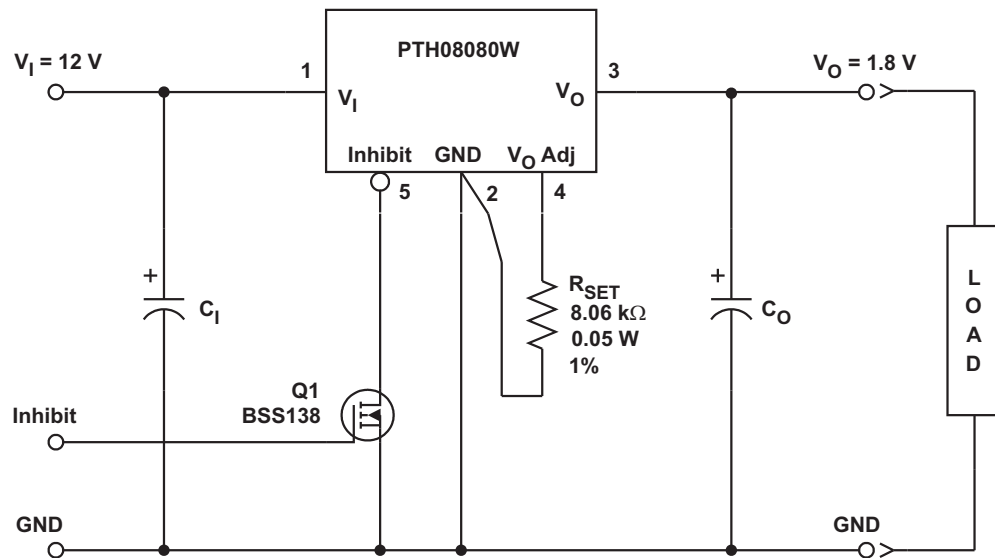 PTH08080W
V_I = 12 V
1
V_I
V_O
3
V_O = 1.8 V
Inhibit
GND
V_O Adj
5
2
4
+
C_I
R_SET
8.06 kΩ
0.05 W
1%
+
C_O
L
O
A
D
Q1
BSS138
Inhibit
GND
GND